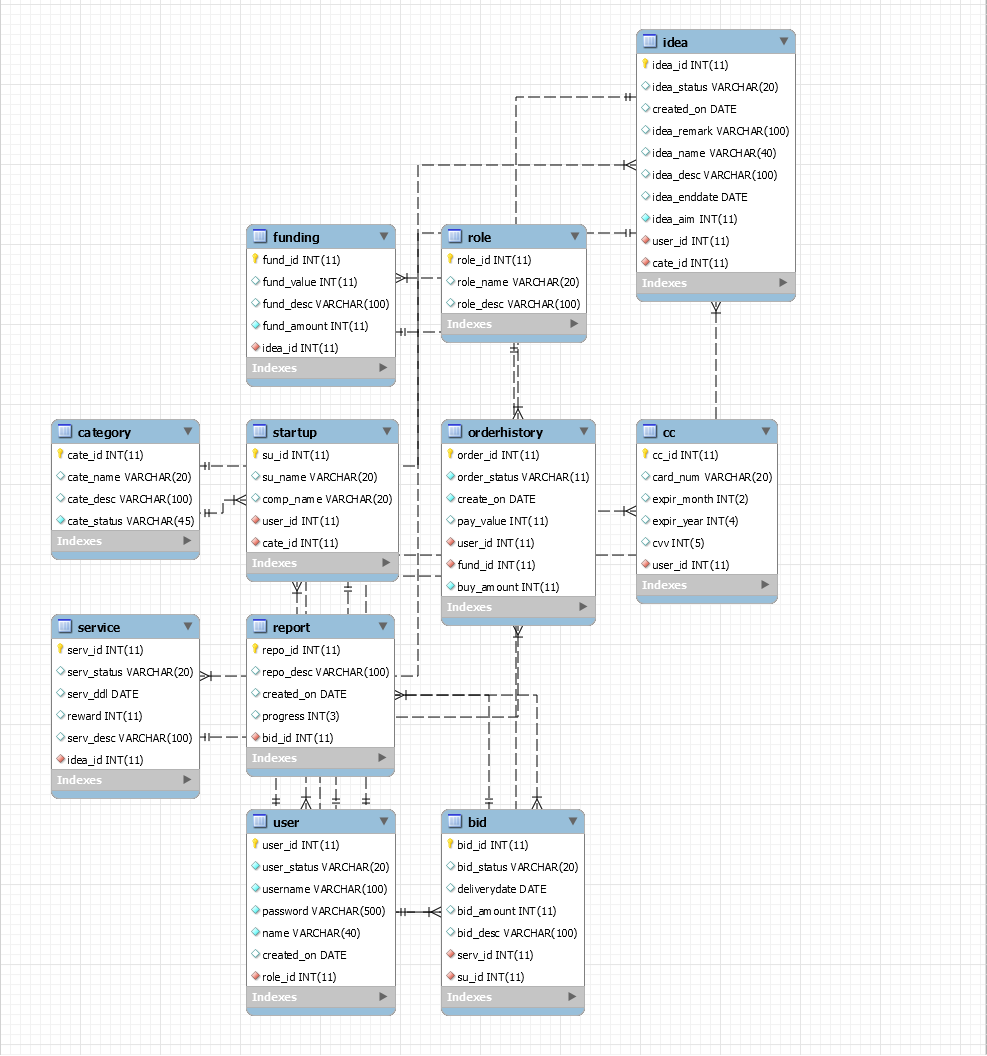 idea
idea_id INT(11)
idea_status VARCHAR(20)
created_on DATE
idea_remark VARCHAR(100)
idea_name VARCHAR(40)
idea_desc VARCHAR(100)
idea_enddate DATE
idea_aim INT(11)
user_id INT(11)
cate_id INT(11)
Indexes
funding
fund_id INT(11)
fund_value INT(11)
fund_desc VARCHAR(100)
fund_amount INT(11)
idea_id INT(11)
Indexes
role
role_id INT(11)
role_name VARCHAR(20)
role_desc VARCHAR(100)
Indexes
category
cate_id INT(11)
cate_name VARCHAR(20)
cate_desc VARCHAR(100)
cate_status VARCHAR(45)
Indexes
startup
su_id INT(11)
su_name VARCHAR(20)
comp_name VARCHAR(20)
user_id INT(11)
cate_id INT(11)
Indexes
orderhistory
order_id INT(11)
order_status VARCHAR(11)
create_on DATE
pay_value INT(11)
user_id INT(11)
fund_id INT(11)
buy_amount INT(11)
Indexes
cc
cc_id INT(11)
card_num VARCHAR(20)
expir_month INT(2)
expir_year INT(4)
cvv INT(5)
user_id INT(11)
Indexes
service
serv_id INT(11)
serv_status VARCHAR(20)
serv_ddl DATE
reward INT(11)
serv_desc VARCHAR(100)
idea_id INT(11)
Indexes
report
repo_id INT(11)
repo_desc VARCHAR(100)
created_on DATE
progress INT(3)
bid_id INT(11)
Indexes
user
user_id INT(11)
user_status VARCHAR(20)
username VARCHAR(100)
password VARCHAR(500)
name VARCHAR(40)
created_on DATE
role_id INT(11)
Indexes
bid
bid_id INT(11)
bid_status VARCHAR(20)
deliverydate DATE
bid_amount INT(11)
bid_desc VARCHAR(100)
serv_id INT(11)
su_id INT(11)
Indexes